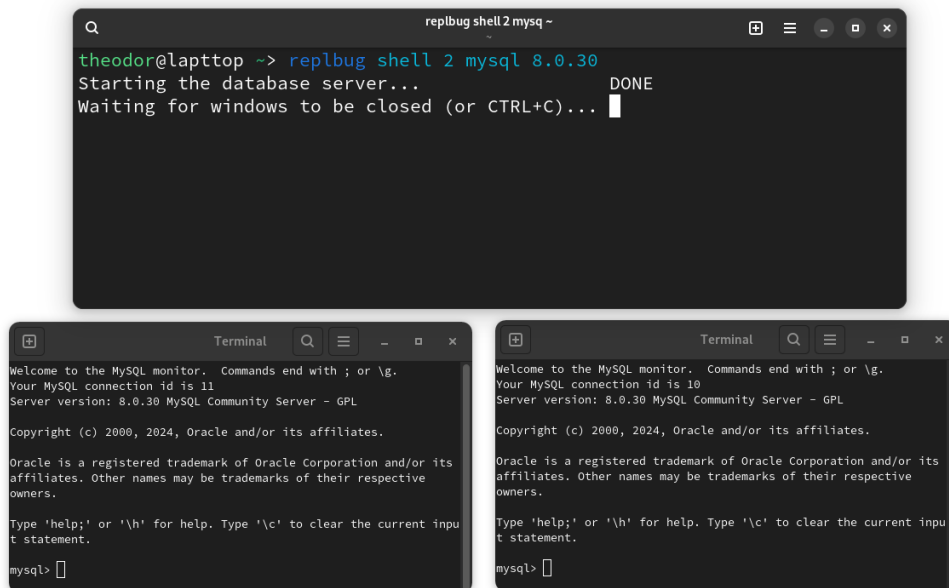 replbug shell 2 mysq ~
~
theodor@lapttop ~> replbug shell 2 mysql 8.0.30
Starting the database server... DONE
Waiting for windows to be closed (or CTRL+C)...
Terminal
Welcome to the MySQL monitor.  Commands end with ; or \g.
Your MySQL connection id is 11
Server version: 8.0.30 MySQL Community Server - GPL
Copyright (c) 2000, 2024, Oracle and/or its affiliates.
Oracle is a registered trademark of Oracle Corporation and/or its
affiliates. Other names may be trademarks of their respective
owners.
Type 'help;' or '\h' for help. Type '\c' to clear the current inpu
t statement.
mysql>
Terminal
Welcome to the MySQL monitor.  Commands end with ; or \g.
Your MySQL connection id is 10
Server version: 8.0.30 MySQL Community Server - GPL
Copyright (c) 2000, 2024, Oracle and/or its affiliates.
Oracle is a registered trademark of Oracle Corporation and/or its
affiliates. Other names may be trademarks of their respective
owners.
Type 'help;' or '\h' for help. Type '\c' to clear the current inpu
t statement.
mysql>